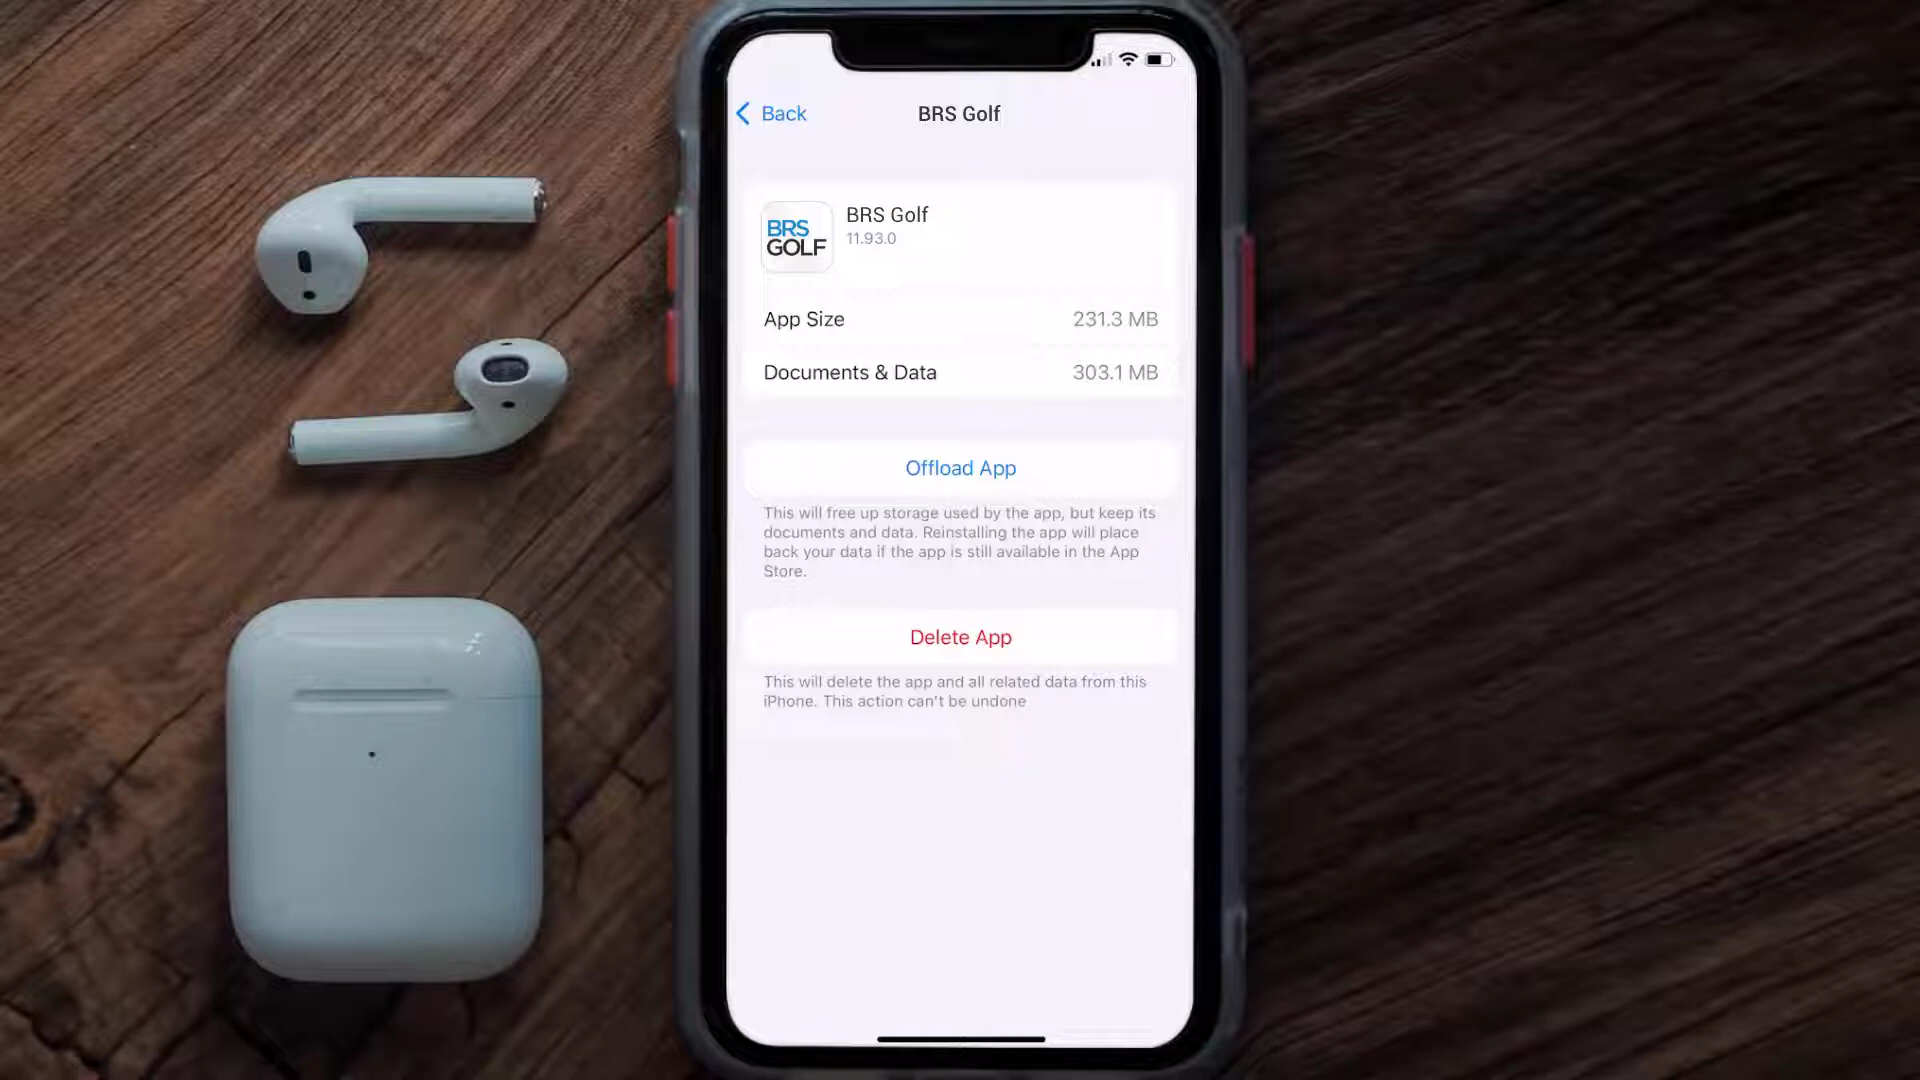 Back
BRS Golf
BRS
GOLF
BRS Golf
11.93.0
App Size
231.3 MB
Documents & Data
303.1 MB
Offload App
This will free up storage used by the app, but keep its
documents and data. Reinstalling the app will place
back your data if the app is still available in the App
Store.
Delete App
This will delete the app and all related data from this
iPhone. This action can't be undone